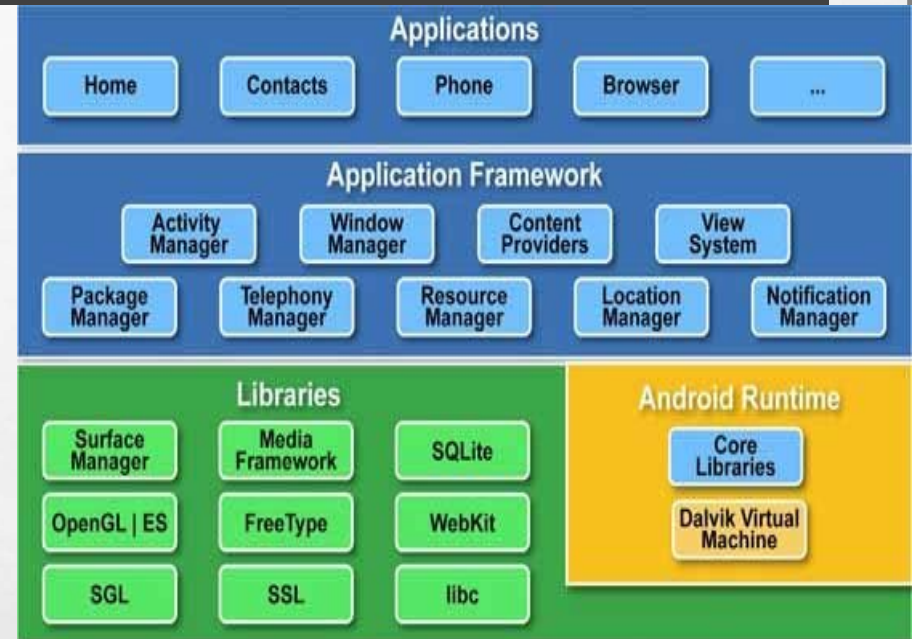 Applications
Home
Contacts
Phone
Browser
...
Application Framework
Activity
Manager
Window
Manager
Content
Providers
View
System
Package
Manager
Telephony
Manager
Resource
Manager
Location
Manager
Notification
Manager
Libraries
Surface
Manager
Media
Framework
SQLite
OpenGL | ES
FreeType
WebKit
SGL
SSL
libc
Android Runtime
Core
Libraries
Dalvik Virtual
Machine